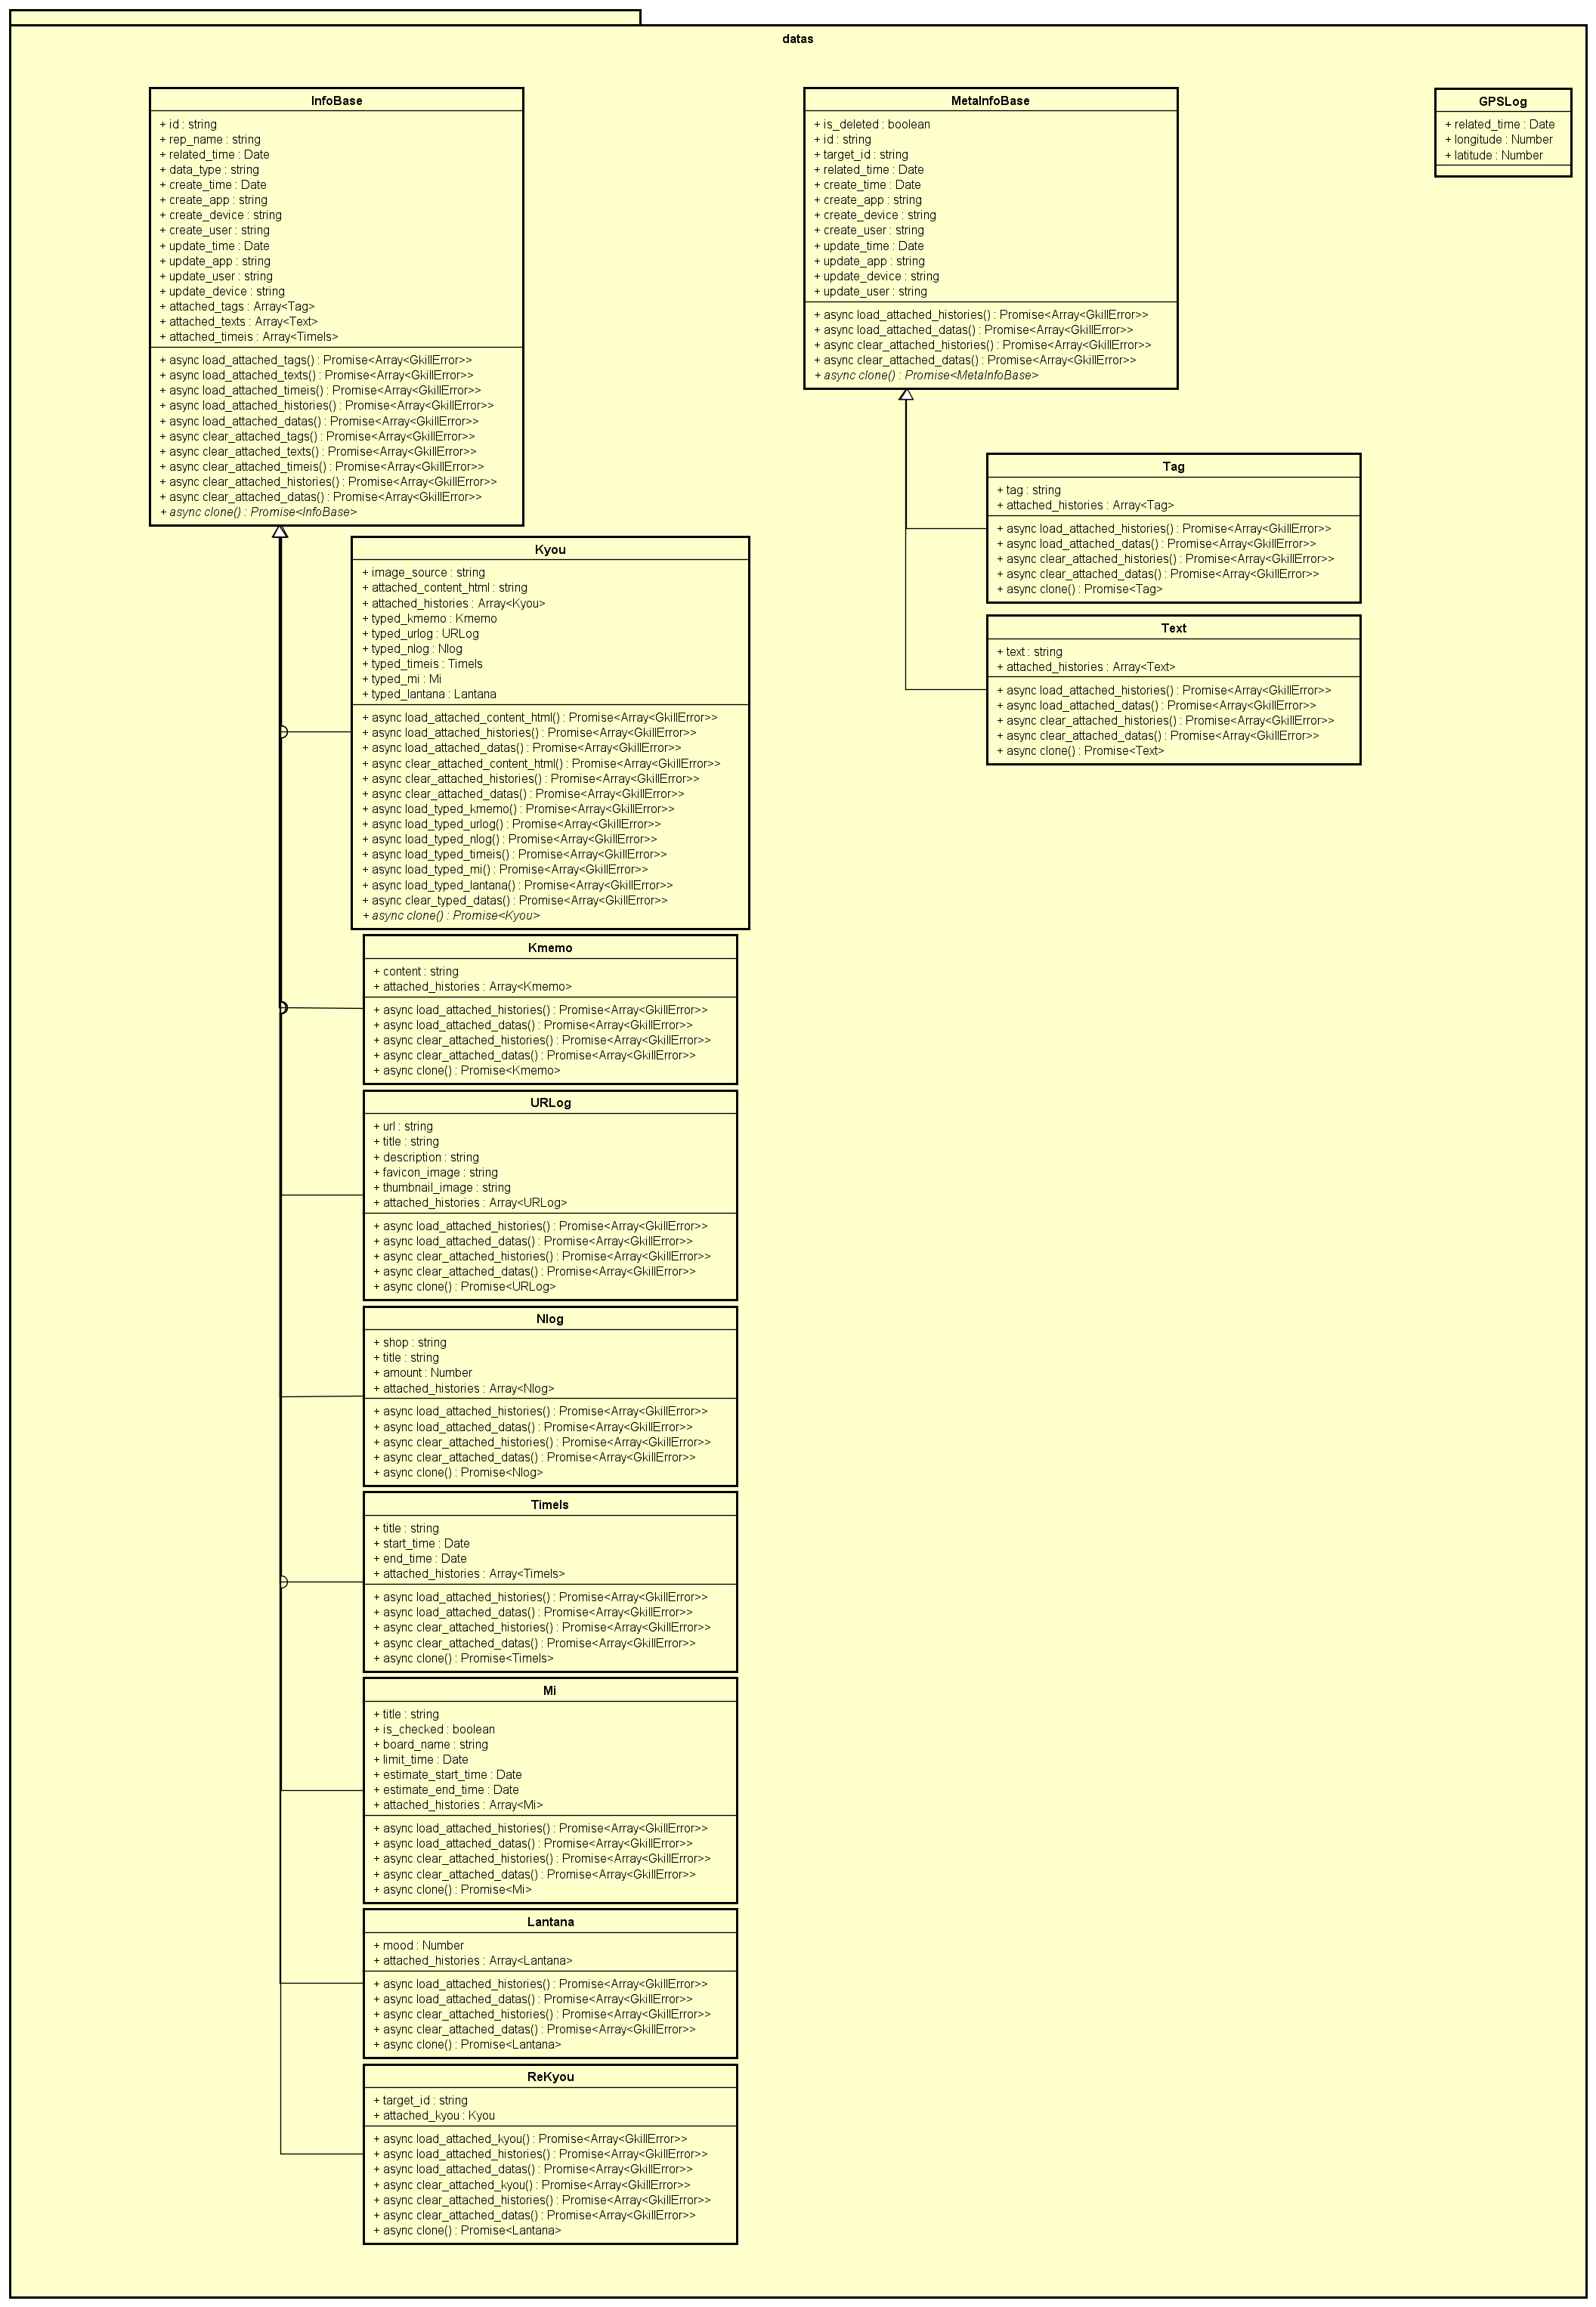 datas
InfoBase
+ id : string
+ rep_name : string
+ related_time : Date
+ data_type : string
+ create_time : Date
+ create_app : string
+ create_device : string
+ create_user : string
+ update_time : Date
+ update_app : string
+ update_user : string
+ update_device : string
+ attached_tags : Array<Tag>
+ attached_texts : Array<Text>
+ attached_timeis : Array<TimeIs>
+ async load_attached_tags() : Promise<Array<GkillError>>
+ async load_attached_texts() : Promise<Array<GkillError>>
+ async load_attached_timeis() : Promise<Array<GkillError>>
+ async load_attached_histories() : Promise<Array<GkillError>>
+ async load_attached_datas() : Promise<Array<GkillError>>
+ async clear_attached_tags() : Promise<Array<GkillError>>
+ async clear_attached_texts() : Promise<Array<GkillError>>
+ async clear_attached_timeis() : Promise<Array<GkillError>>
+ async clear_attached_histories() : Promise<Array<GkillError>>
+ async clear_attached_datas() : Promise<Array<GkillError>>
+ async clone() : Promise<InfoBase>
MetaInfoBase
+ is_deleted : boolean
+ id : string
+ target_id : string
+ related_time : Date
+ create_time : Date
+ create_app : string
+ create_device : string
+ create_user : string
+ update_time : Date
+ update_app : string
+ update_device : string
+ update_user : string
+ async load_attached_histories() : Promise<Array<GkillError>>
+ async load_attached_datas() : Promise<Array<GkillError>>
+ async clear_attached_histories() : Promise<Array<GkillError>>
+ async clear_attached_datas() : Promise<Array<GkillError>>
+ async clone() : Promise<MetaInfoBase>
GPSLog
+ related_time : Date
+ longitude : Number
+ latitude : Number
Tag
+ tag : string
+ attached_histories : Array<Tag>
+ async load_attached_histories() : Promise<Array<GkillError>>
+ async load_attached_datas() : Promise<Array<GkillError>>
+ async clear_attached_histories() : Promise<Array<GkillError>>
+ async clear_attached_datas() : Promise<Array<GkillError>>
+ async clone() : Promise<Tag>
Text
+ text : string
+ attached_histories : Array<Text>
+ async load_attached_histories() : Promise<Array<GkillError>>
+ async load_attached_datas() : Promise<Array<GkillError>>
+ async clear_attached_histories() : Promise<Array<GkillError>>
+ async clear_attached_datas() : Promise<Array<GkillError>>
+ async clone() : Promise<Text>
Kyou
+ image_source : string
+ attached_content_html : string
+ attached_histories : Array<Kyou>
+ typed_kmemo : Kmemo
+ typed_urlog : URLog
+ typed_nlog : Nlog
+ typed_timeis : TimeIs
+ typed_mi : Mi
+ typed_lantana : Lantana
+ async load_attached_content_html() : Promise<Array<GkillError>>
+ async load_attached_histories() : Promise<Array<GkillError>>
+ async load_attached_datas() : Promise<Array<GkillError>>
+ async clear_attached_content_html() : Promise<Array<GkillError>>
+ async clear_attached_histories() : Promise<Array<GkillError>>
+ async clear_attached_datas() : Promise<Array<GkillError>>
+ async load_typed_kmemo() : Promise<Array<GkillError>>
+ async load_typed_urlog() : Promise<Array<GkillError>>
+ async load_typed_nlog() : Promise<Array<GkillError>>
+ async load_typed_timeis() : Promise<Array<GkillError>>
+ async load_typed_mi() : Promise<Array<GkillError>>
+ async load_typed_lantana() : Promise<Array<GkillError>>
+ async clear_typed_datas() : Promise<Array<GkillError>>
+ async clone() : Promise<Kyou>
Kmemo
+ content : string
+ attached_histories : Array<Kmemo>
+ async load_attached_histories() : Promise<Array<GkillError>>
+ async load_attached_datas() : Promise<Array<GkillError>>
+ async clear_attached_histories() : Promise<Array<GkillError>>
+ async clear_attached_datas() : Promise<Array<GkillError>>
+ async clone() : Promise<Kmemo>
URLog
+ url : string
+ title : string
+ description : string
+ favicon_image : string
+ thumbnail_image : string
+ attached_histories : Array<URLog>
+ async load_attached_histories() : Promise<Array<GkillError>>
+ async load_attached_datas() : Promise<Array<GkillError>>
+ async clear_attached_histories() : Promise<Array<GkillError>>
+ async clear_attached_datas() : Promise<Array<GkillError>>
+ async clone() : Promise<URLog>
Nlog
+ shop : string
+ title : string
+ amount : Number
+ attached_histories : Array<Nlog>
+ async load_attached_histories() : Promise<Array<GkillError>>
+ async load_attached_datas() : Promise<Array<GkillError>>
+ async clear_attached_histories() : Promise<Array<GkillError>>
+ async clear_attached_datas() : Promise<Array<GkillError>>
+ async clone() : Promise<Nlog>
TimeIs
+ title : string
+ start_time : Date
+ end_time : Date
+ attached_histories : Array<TimeIs>
+ async load_attached_histories() : Promise<Array<GkillError>>
+ async load_attached_datas() : Promise<Array<GkillError>>
+ async clear_attached_histories() : Promise<Array<GkillError>>
+ async clear_attached_datas() : Promise<Array<GkillError>>
+ async clone() : Promise<TimeIs>
Mi
+ title : string
+ is_checked : boolean
+ board_name : string
+ limit_time : Date
+ estimate_start_time : Date
+ estimate_end_time : Date
+ attached_histories : Array<Mi>
+ async load_attached_histories() : Promise<Array<GkillError>>
+ async load_attached_datas() : Promise<Array<GkillError>>
+ async clear_attached_histories() : Promise<Array<GkillError>>
+ async clear_attached_datas() : Promise<Array<GkillError>>
+ async clone() : Promise<Mi>
Lantana
+ mood : Number
+ attached_histories : Array<Lantana>
+ async load_attached_histories() : Promise<Array<GkillError>>
+ async load_attached_datas() : Promise<Array<GkillError>>
+ async clear_attached_histories() : Promise<Array<GkillError>>
+ async clear_attached_datas() : Promise<Array<GkillError>>
+ async clone() : Promise<Lantana>
ReKyou
+ target_id : string
+ attached_kyou : Kyou
+ async load_attached_kyou() : Promise<Array<GkillError>>
+ async load_attached_histories() : Promise<Array<GkillError>>
+ async load_attached_datas() : Promise<Array<GkillError>>
+ async clear_attached_kyou() : Promise<Array<GkillError>>
+ async clear_attached_histories() : Promise<Array<GkillError>>
+ async clear_attached_datas() : Promise<Array<GkillError>>
+ async clone() : Promise<Lantana>